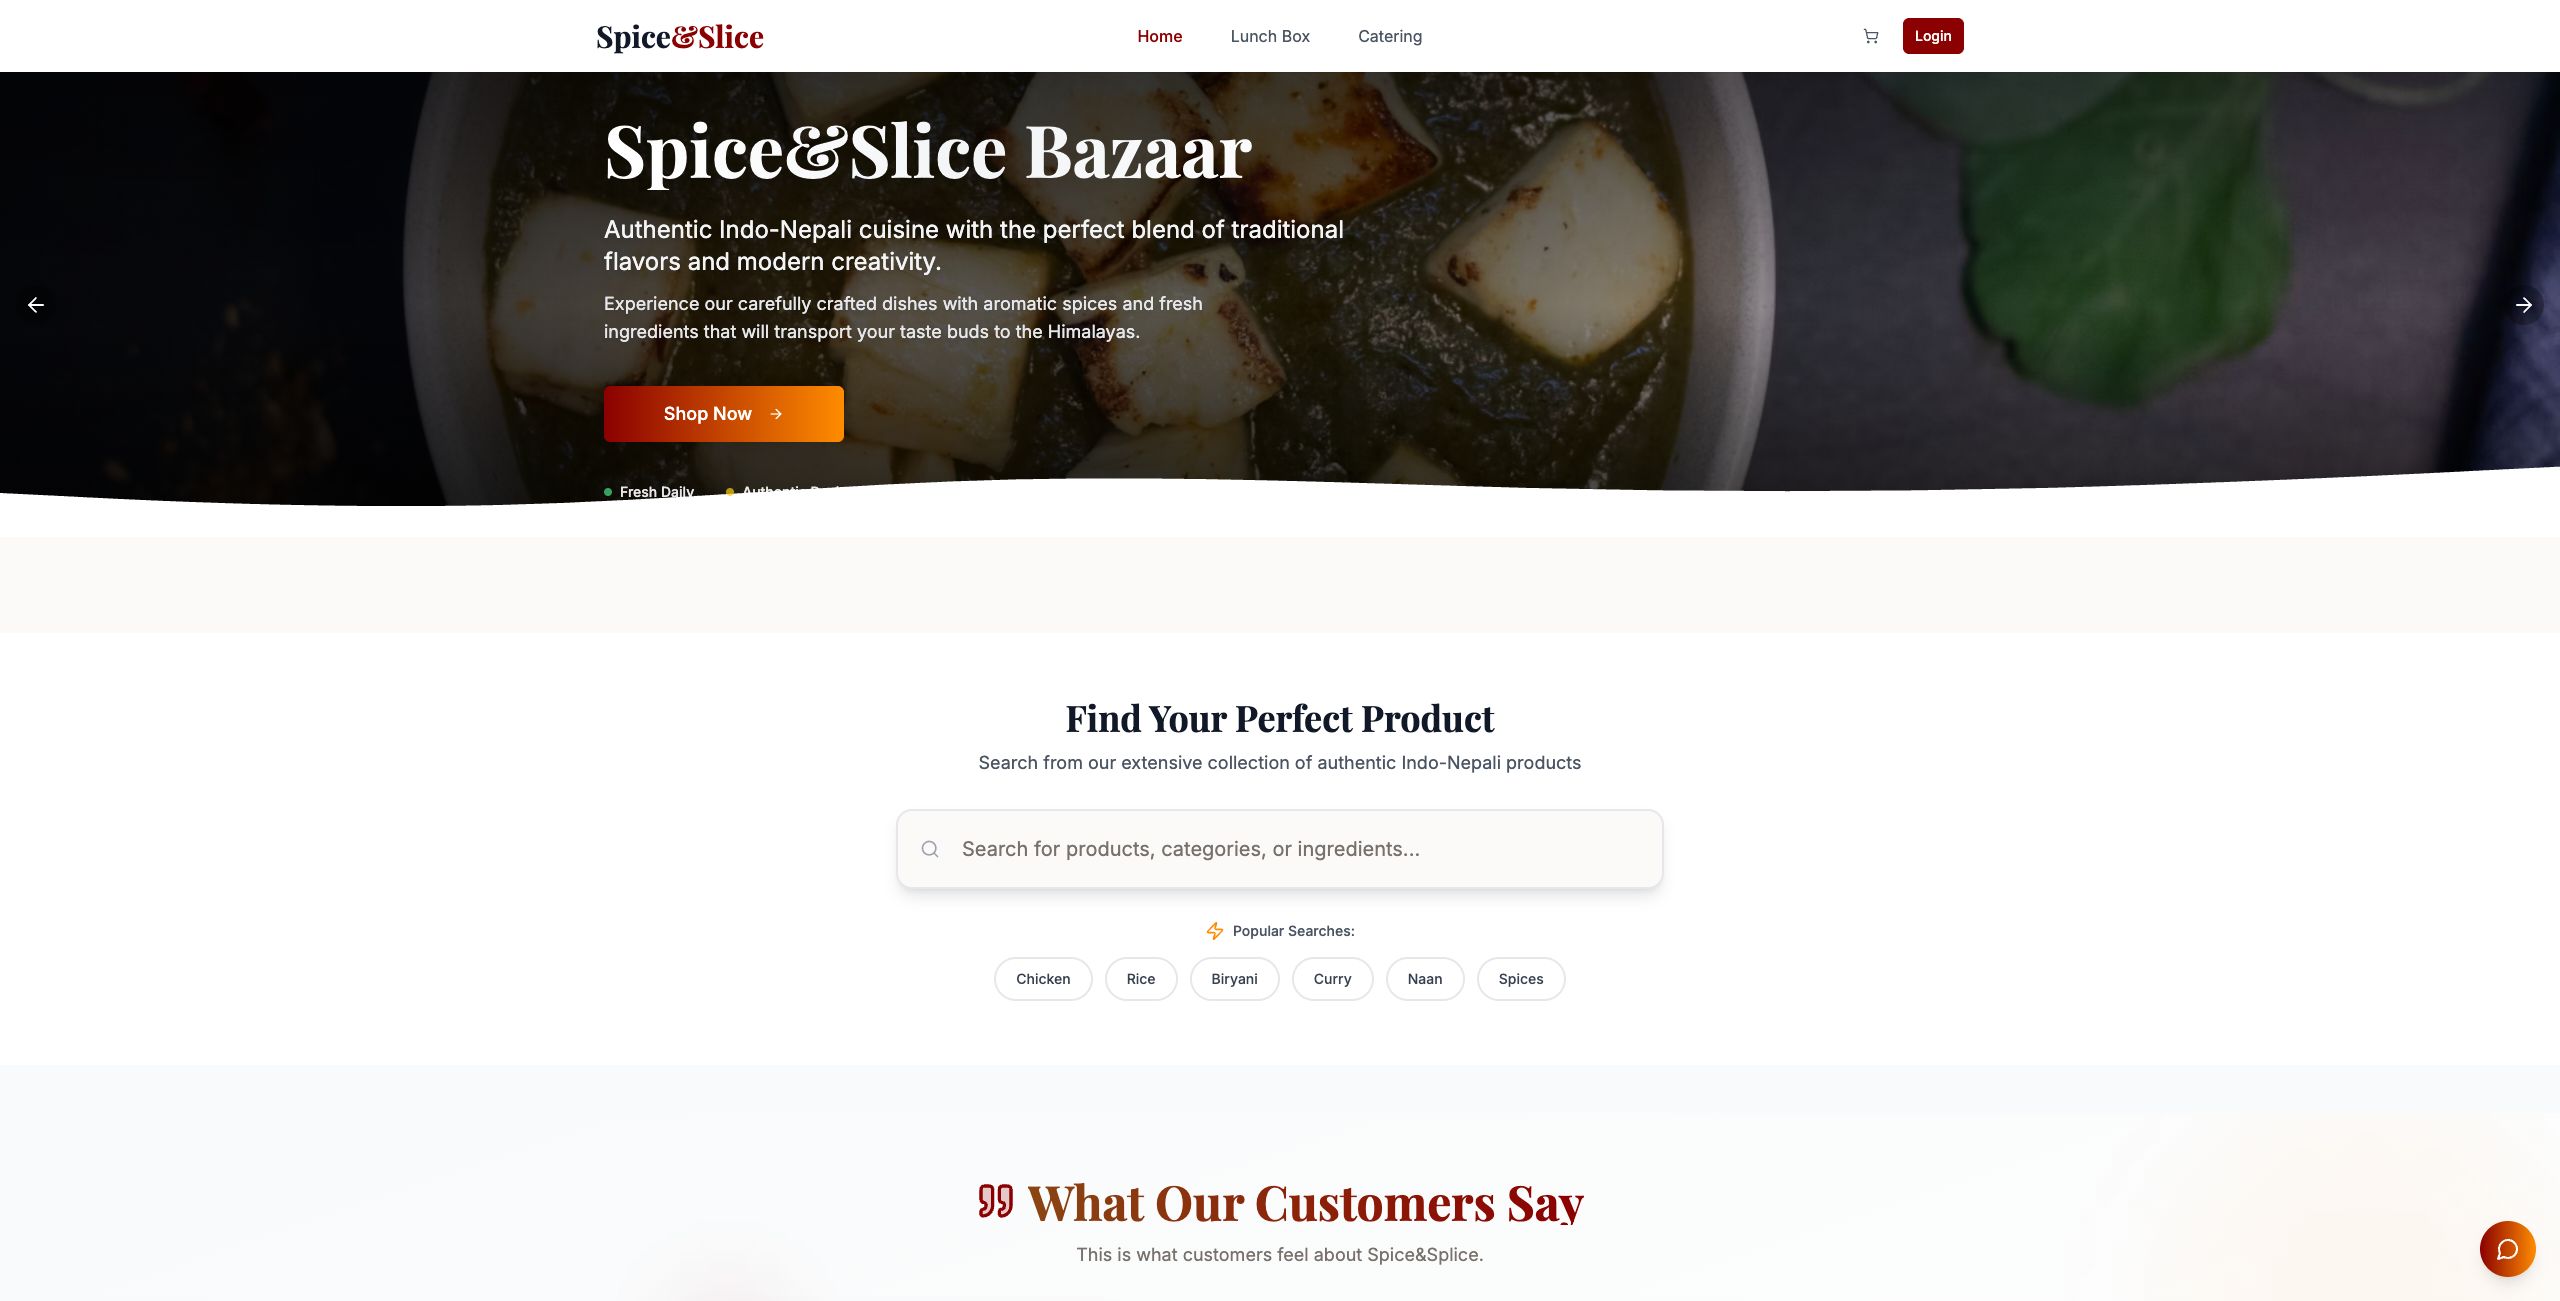 Spice&Slice
Home
Lunch Box
Catering
Login
Spice&Slice Bazaar
Authentic Indo-Nepali cuisine with the perfect blend of traditional
flavors and modern creativity.
Experience our carefully crafted dishes with aromatic spices and fresh
ingredients that will transport your taste buds to the Himalayas.
Shop Now
Fresh Daily
Authentic
Find Your Perfect Product
Search from our extensive collection of authentic Indo-Nepali products
Search for products, categories, or ingredients...
Popular Searches:
Chicken
Rice
Biryani
Curry
Naan
Spices
What Our Customers Say
This is what customers feel about Spice&Splice.